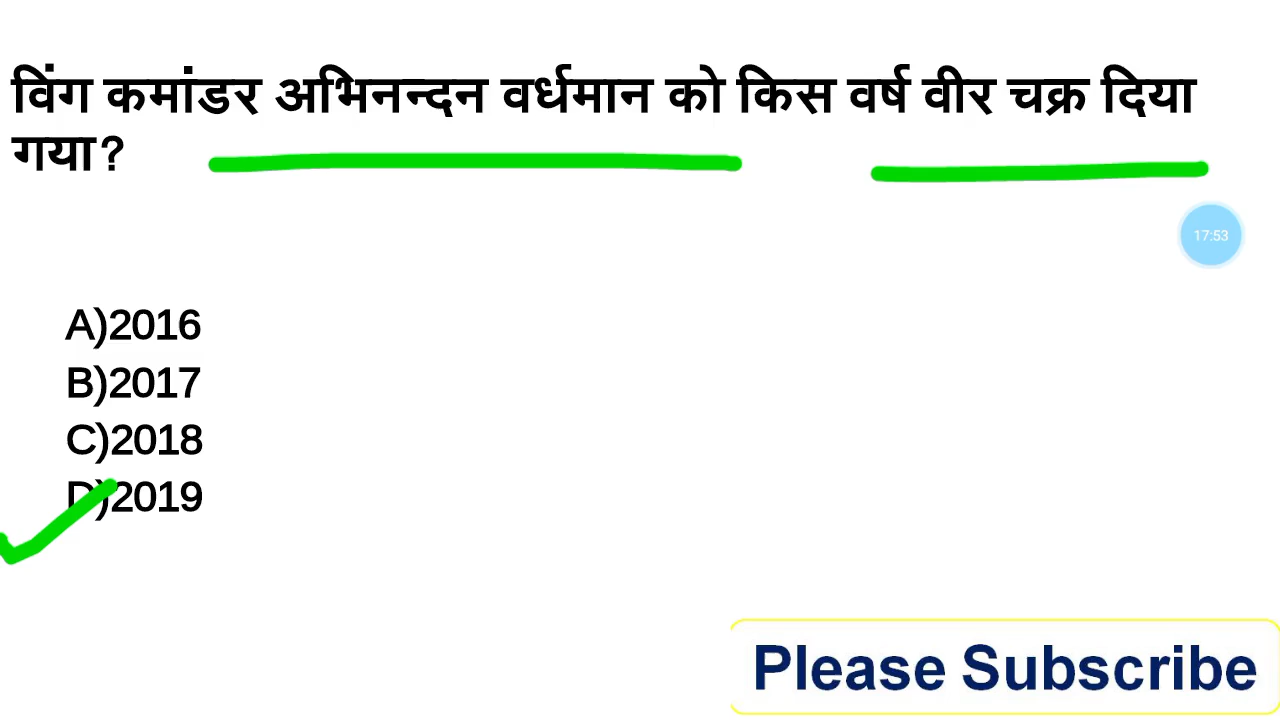 विंग कमांडर अभिनन्दन वर्धमान को किस वर्ष वीर चक्र दिया
गया?
17:53
A)2016
B)2017
C)2018
D)2019
Please Subscribe